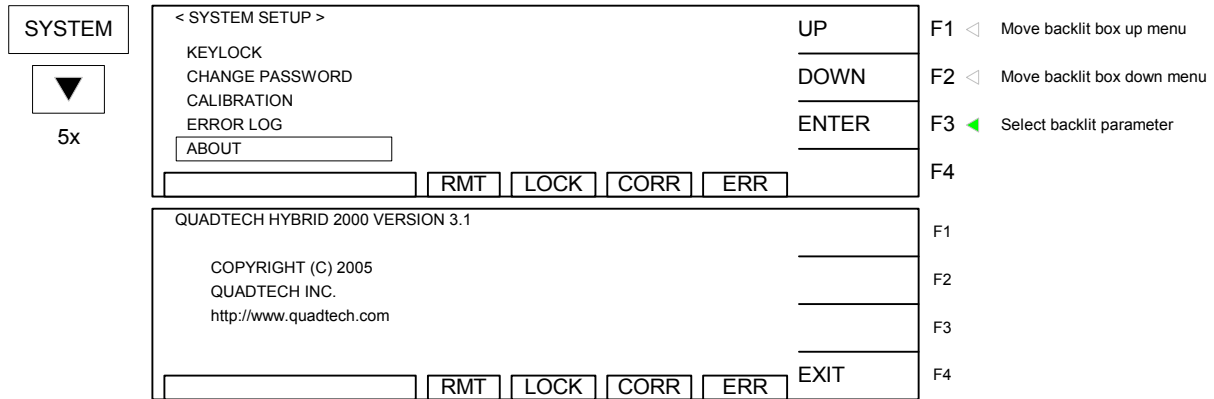 SYSTEM
5x
< SYSTEM SETUP >
KEYLOCK
CHANGE PASSWORD
CALIBRATION
ERROR LOG
ABOUT
RMT LOCK CORR ERR
UP F1 Move backlit box up menu
DOWN F2 Move backlit box down menu
ENTER F3 Select backlit parameter
F4
QUADTECH HYBRID 2000 VERSION 3.1
COPYRIGHT (C) 2005
QUADTECH INC.
http://www.quadtech.com
RMT LOCK CORR ERR
F1
F2
F3
EXIT F4